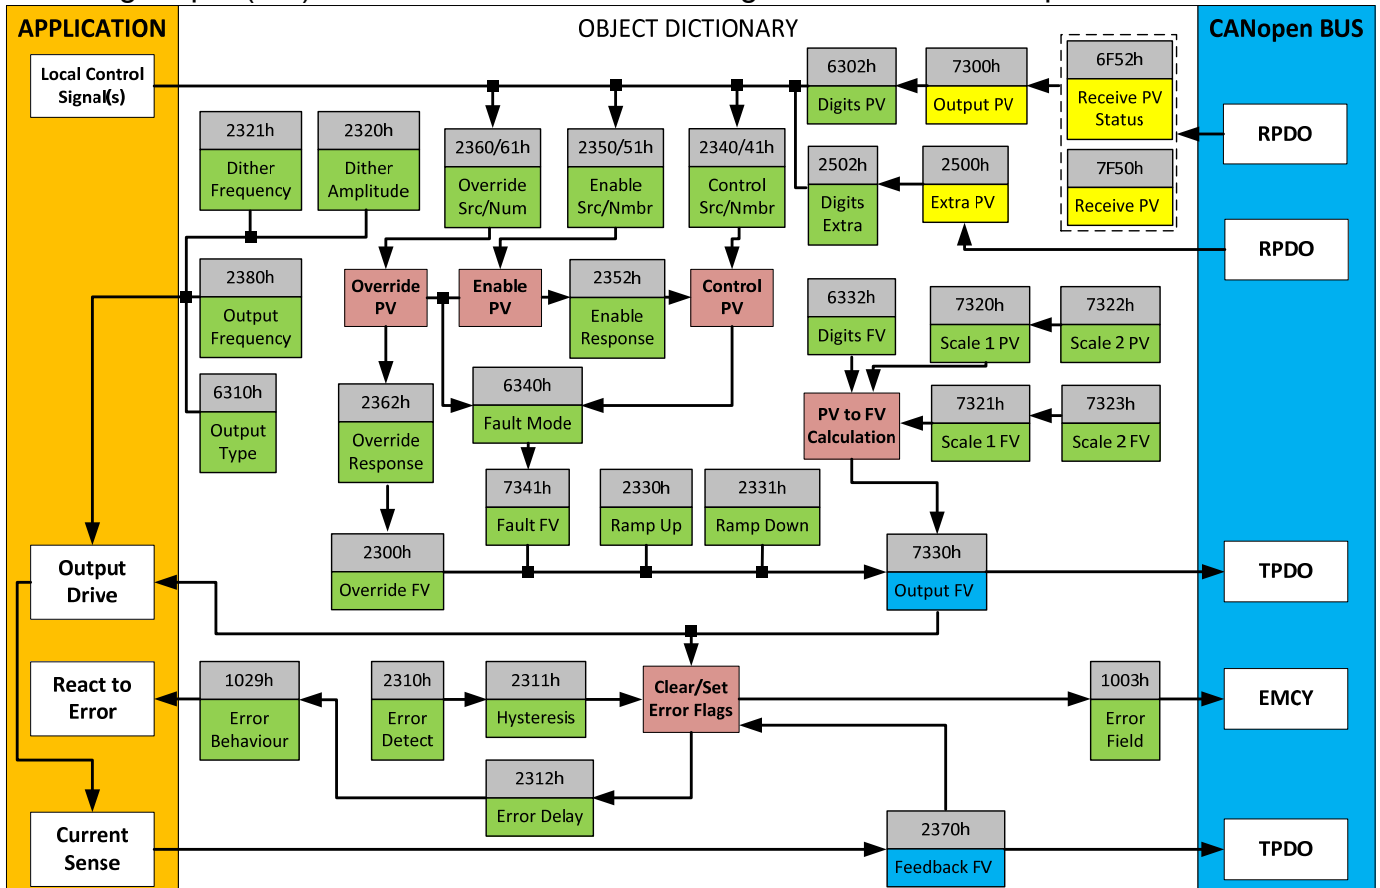 APPLICATION
OBJECT DICTIONARY
CANopen BUS
Local Control
Signal(s)
6302h
Digits PV
7300h
Output PV
6F52h
Receive PV
Status
7F50h
Receive PV
RPDO
2321h
Dither
Frequency
2320h
Dither
Amplitude
2360/61h
Override
Src/Num
2350/51h
Enable
Src/Nmbr
2340/41h
Control
Src/Nmbr
2502h
Digits
Extra
2500h
Extra PV
RPDO
2380h
Output
Frequency
Override
PV
Enable
PV
2352h
Enable
Response
Control
PV
6332h
Digits FV
7320h
Scale 1 PV
7322h
Scale 2 PV
6310h
Output
Type
2362h
Override
Response
6340h
Fault Mode
PV to FV
Calculation
7321h
Scale 1 FV
7323h
Scale 2 FV
7341h
Fault FV
2330h
Ramp Up
2331h
Ramp Down
Output
Drive
2300h
Override FV
7330h
Output FV
TPDO
React to
Error
1029h
Error
Behaviour
2310h
Error
Detect
2311h
Hysteresis
Clear/Set
Error Flags
1003h
Error
Field
EMCY
2312h
Error Delay
Current
Sense
2370h
Feedback FV
TPDO